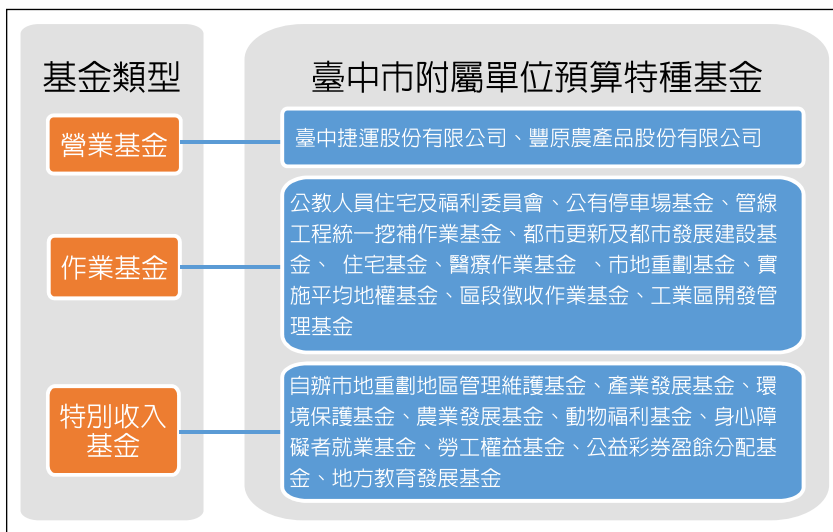 基金類型
臺中市附屬單位預算特種基金
營業基金
臺中捷運股份有限公司、豐原農產品股份有限公司
作業基金
公教人員住宅及福利委員會、公有停車場基金、管線
工程統一挖補作業基金、都市更新及都市發展建設基
金、 住宅基金、醫療作業基金 、市地重劃基金、實
施平均地權基金、區段徵收作業基金、工業區開發管
理基金
特別收入
基金
自辦市地重劃地區管理維護基金、產業發展基金、環
境保護基金、農業發展基金、動物福利基金、身心障
礙者就業基金、勞工權益基金、公益彩券盈餘分配基
金、地方教育發展基金